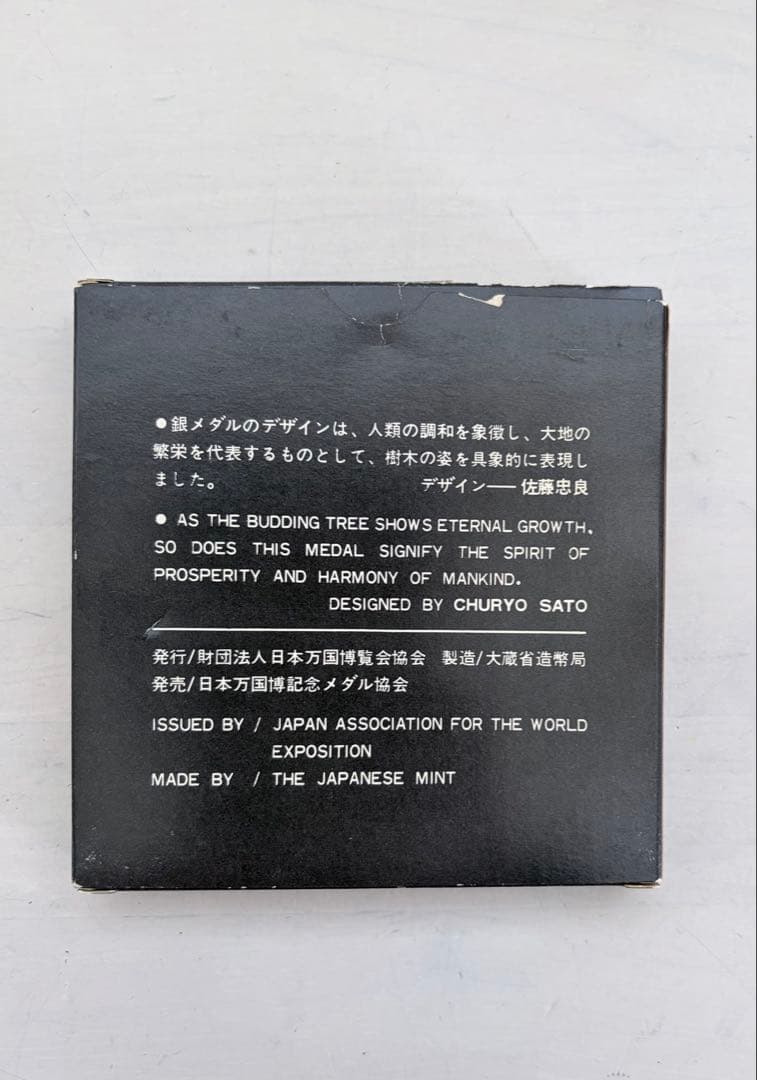 ●銀メダルのデザインは、人類の調和を象徴し、大地の
繁栄を代表するものとして、樹木の姿を具象的に表現し
ました。 デザイン──佐藤忠良
● AS THE BUDDING TREE SHOWS ETERNAL GROWTH,
SO DOES THIS MEDAL SIGNIFY THE SPIRIT OF
PROSPERITY AND HARMONY OF MANKIND.
DESIGNED BY CHURYO SATO
発行/財団法人日本万国博覧会協会 製造/大蔵省造幣局
発売/日本万国博記念メダル協会
ISSUED BY / JAPAN ASSOCIATION FOR THE WORLD
EXPOSITION
MADE BY / THE JAPANESE MINT